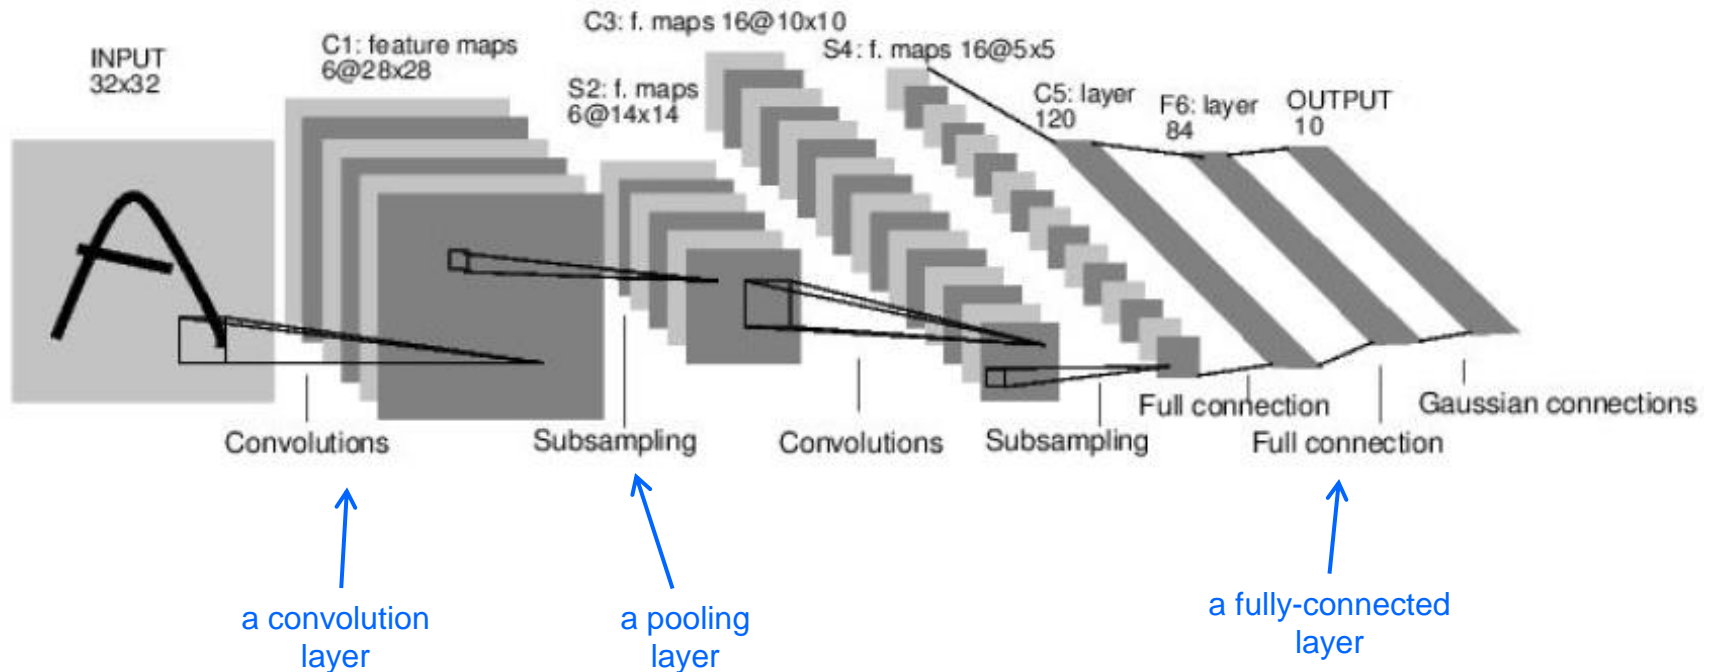 INPUT
32x32
C1: feature maps
6@28x28
S2: f. maps
6@14x14
C3: f. maps 16@10x10
S4: f. maps 16@5x5
C5: layer
120
F6: layer
84
OUTPUT
10
Convolutions
Subsampling
Convolutions
Subsampling
Full connection
Full connection
Gaussian connections
a convolution
layer
a pooling
layer
a fully-connected
layer